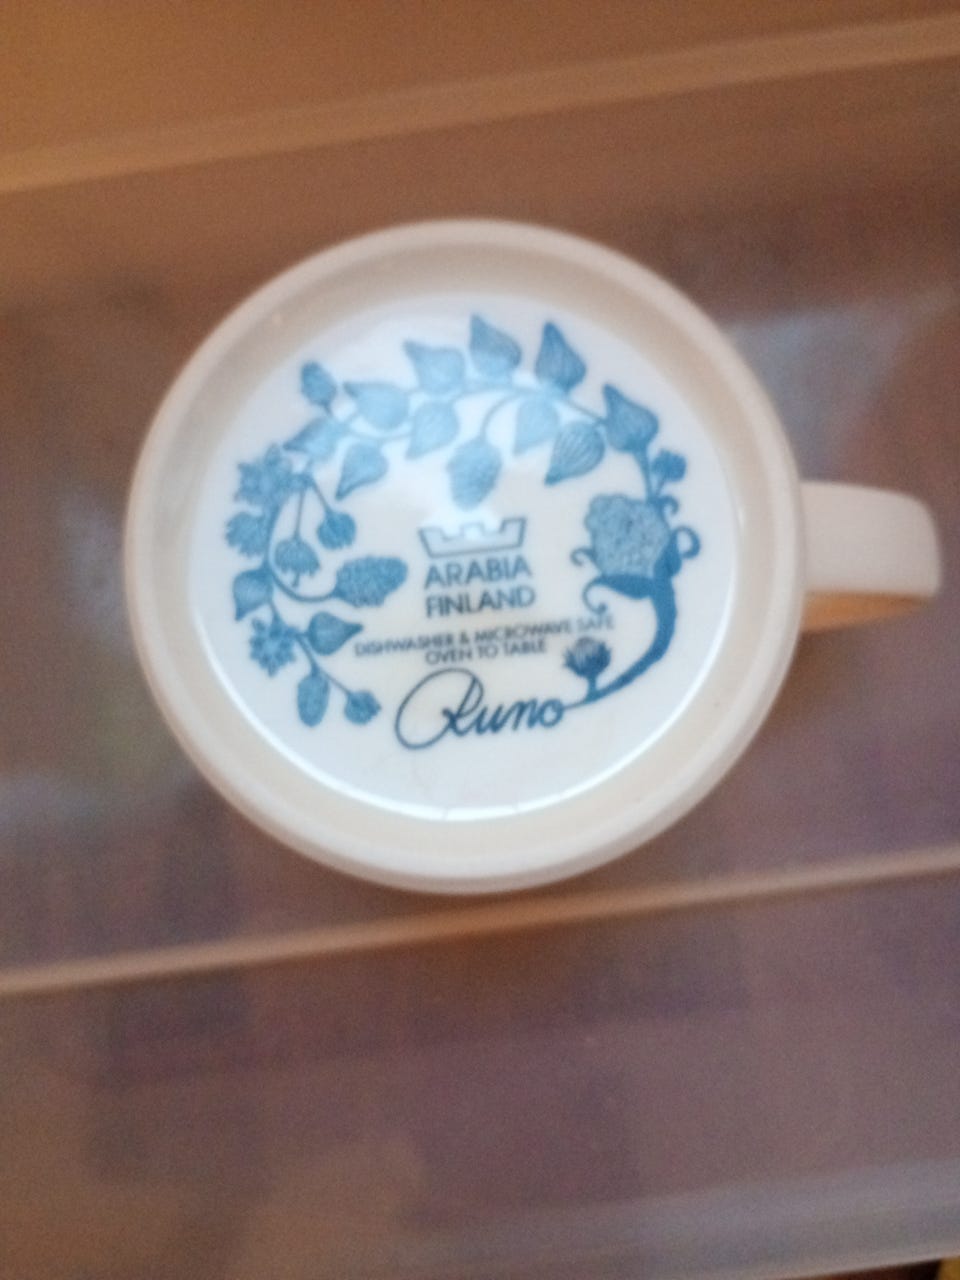 ARABIA
FINLAND
DISHWASHER & MICROWAVE SAFE
OVEN TO TABLE
Runo